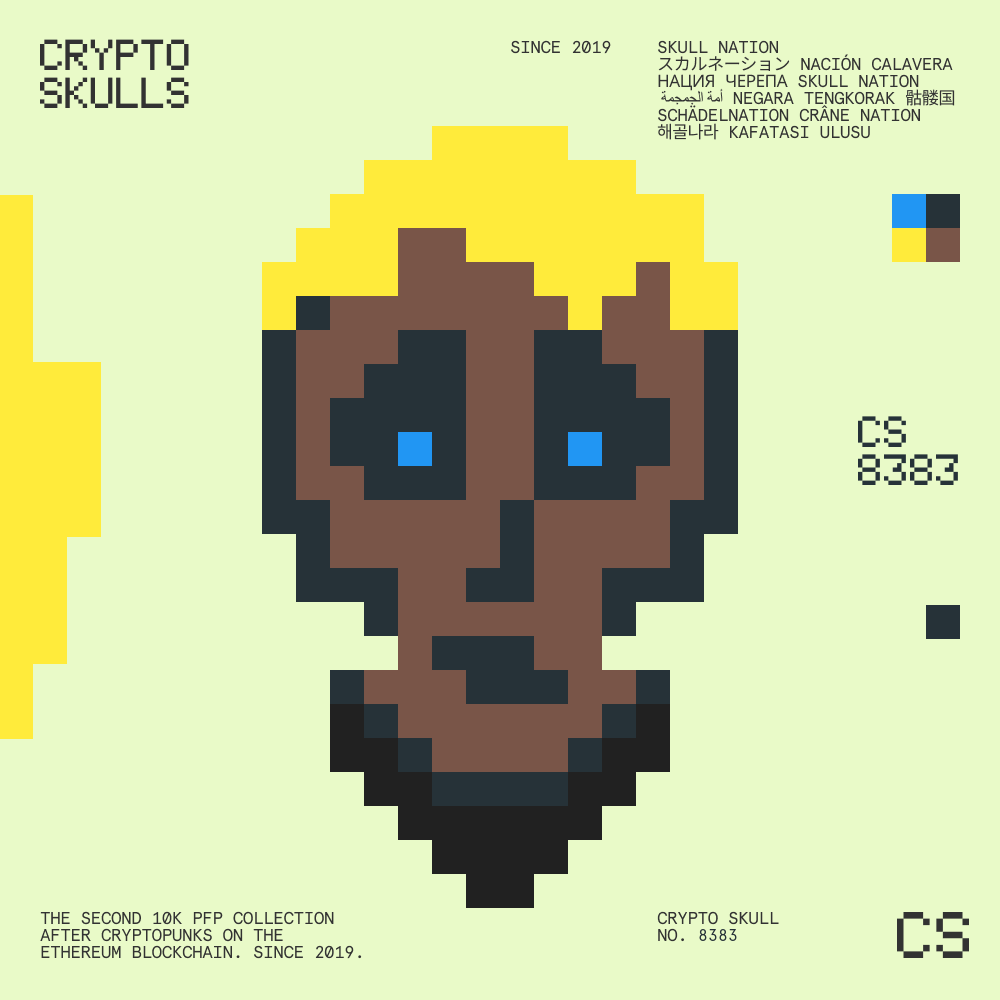 CRYPTO
SKULLS
SINCE 2019
SKULL NATION
スカルネーション NACIÓN CALAVERA
НАЦИЯ ЧЕРЕПА SKULL NATION
أمة الجمجمة NEGARA TENGKORAK 骷髅国
SCHÄDELNATION CRÂNE NATION
해골나라 KAFATASI ULUSU
CS
8383
THE SECOND 10K PFP COLLECTION
AFTER CRYPTOPUNKS ON THE
ETHEREUM BLOCKCHAIN. SINCE 2019.
CRYPTO SKULL
NO. 8383
CS